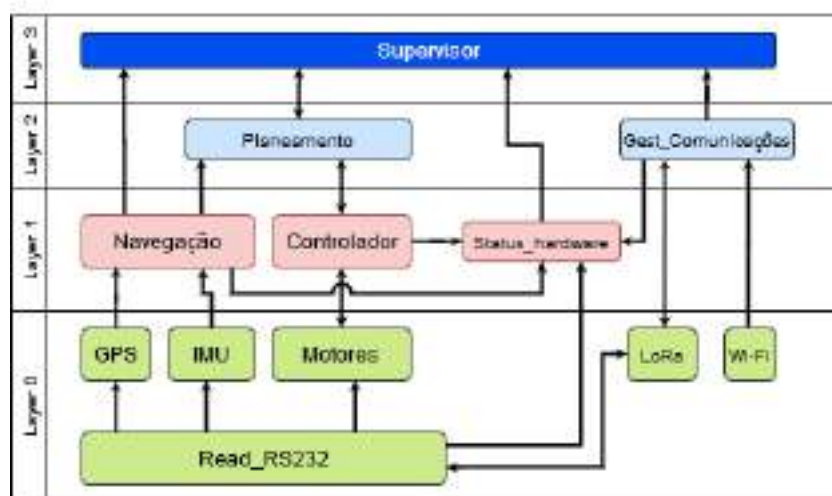 Layer 3
Supervisor
Layer 2
Planeamento
Gest_Comunicações
Layer 1
Navegação
Controlador
Status_hardware
Layer 0
GPS
IMU
Motores
LoRa
Wi-Fi
Read_RS232